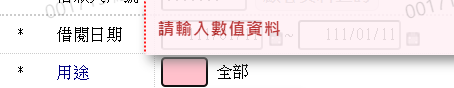 請輸入數值資料
* 借閱日期 ~ 111/01/11
* 用途 全部